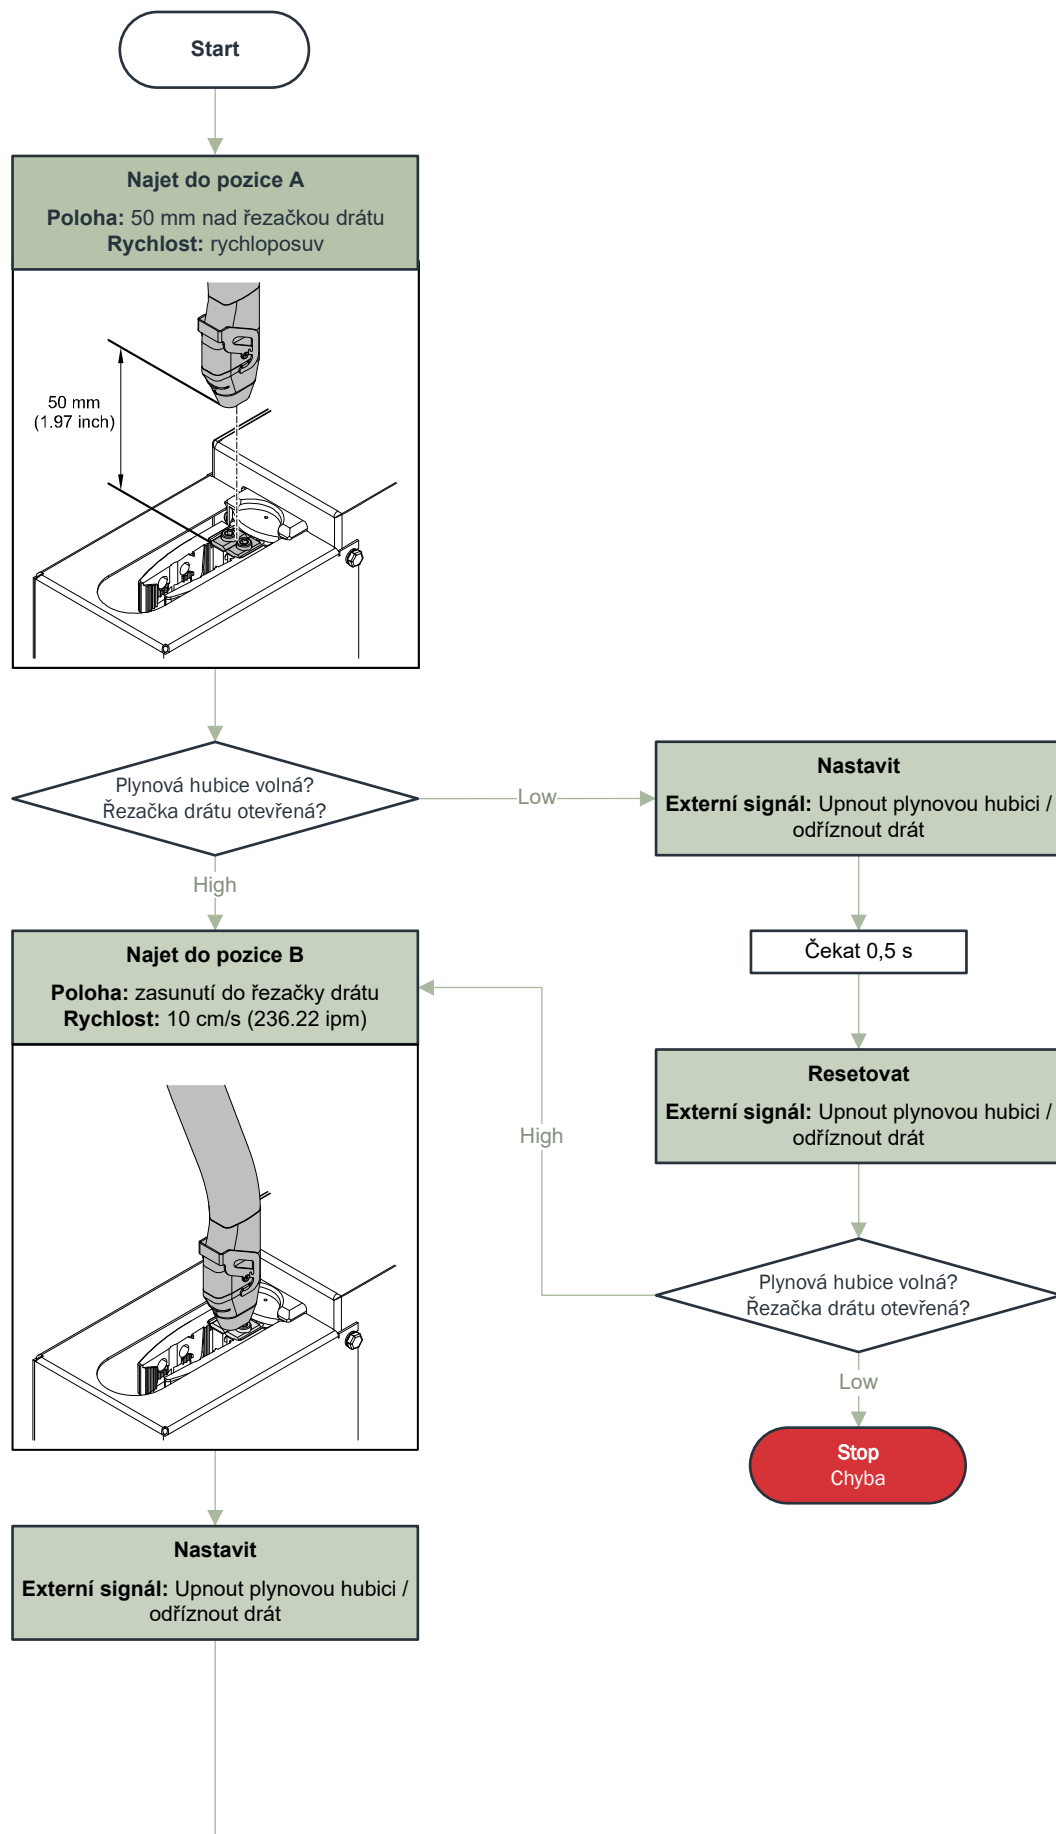 Start
Najet do pozice A
Poloha: 50 mm nad řezačkou drátu
Rychlost: rychloposuv
50 mm
(1.97 inch)
Plynová hubice volná?
Řezačka drátu otevřená?
Low
Nastavit
Externí signál: Upnout plynovou hubici /
odříznout drát
High
Čekat 0,5 s
Najet do pozice B
Poloha: zasunutí do řezačky drátu
Rychlost: 10 cm/s (236.22 ipm)
Resetovat
Externí signál: Upnout plynovou hubici /
odříznout drát
High
Plynová hubice volná?
Řezačka drátu otevřená?
Low
Stop
Chyba
Nastavit
Externí signál: Upnout plynovou hubici /
odříznout drát